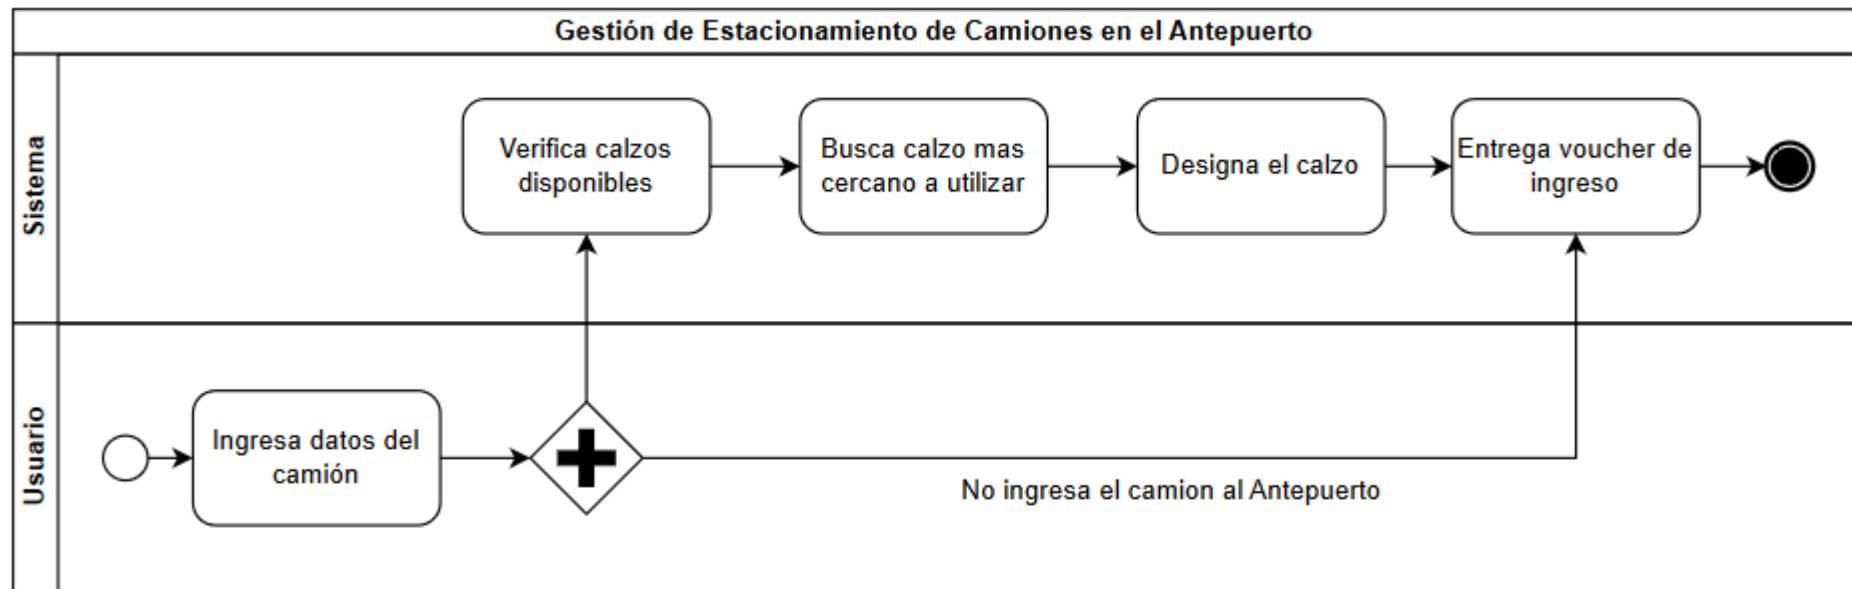 Gestión de Estacionamiento de Camiones en el Antepuerto
Sistema
Verifica calzos
disponibles
Busca calzo mas
cercano a utilizar
Designa el calzo
Entrega voucher de
ingreso
Usuario
Ingresa datos del
camión
No ingresa el camion al Antepuerto